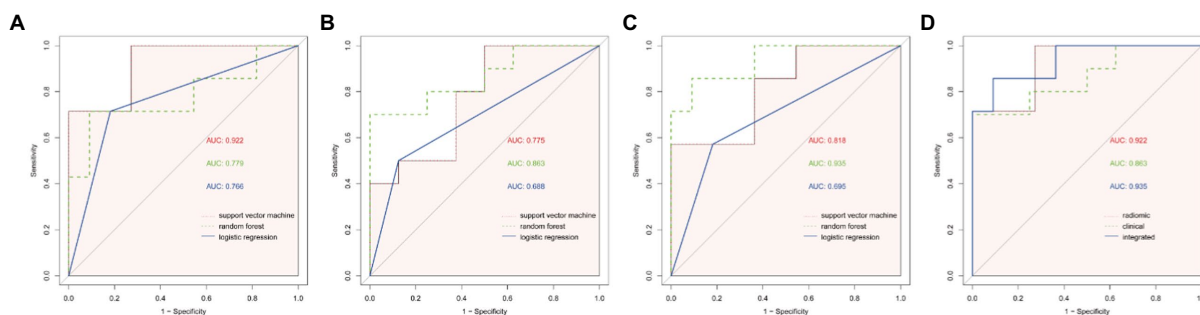 A
B
C
D
Sensitivity
0.0
0.2
0.4
0.6
0.8
1.0
AUC: 0.922
AUC: 0.779
AUC: 0.766
support vector machine
random forest
logistic regression
0.0 0.2 0.4 0.6 0.8 1.0
1 − Specificity
Sensitivity
0.0
0.2
0.4
0.6
0.8
1.0
AUC: 0.775
AUC: 0.863
AUC: 0.688
support vector machine
random forest
logistic regression
0.0 0.2 0.4 0.6 0.8 1.0
1 − Specificity
Sensitivity
0.0
0.2
0.4
0.6
0.8
1.0
AUC: 0.818
AUC: 0.935
AUC: 0.695
support vector machine
random forest
logistic regression
0.0 0.2 0.4 0.6 0.8 1.0
1 − Specificity
Sensitivity
0.0
0.2
0.4
0.6
0.8
1.0
AUC: 0.922
AUC: 0.863
AUC: 0.935
radiomic
clinical
integrated
0.0 0.2 0.4 0.6 0.8 1.0
1 − Specificity